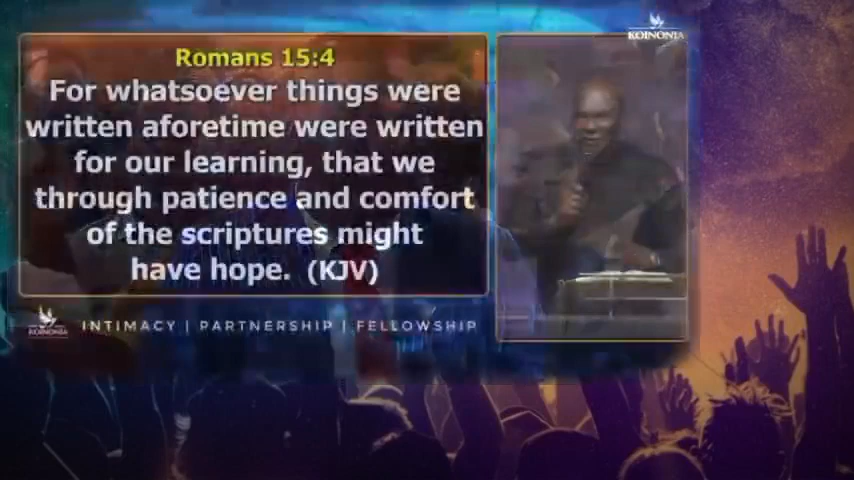 KOINONIA
Romans 15:4
For whatsoever things were
written aforetime were written
for our learning, that we
through patience and comfort
of the scriptures might
have hope. (KJV)
KOINONIA
INTIMACY | PARTNERSHIP | FELLOWSHIP